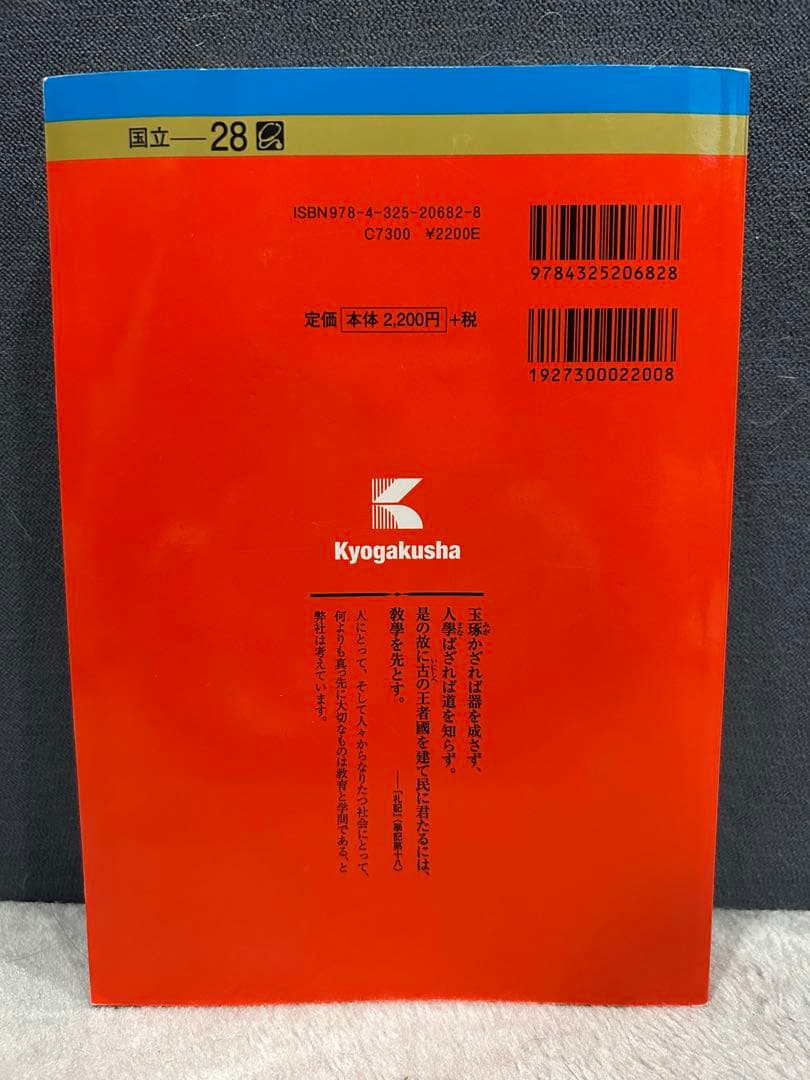 国立——28
ISBN978-4-325-20682-8
C7300 ¥2200E
9784325206828
定価 本体 2,200円 +税
1927300022008
Kyogakusha
玉琢かざれば器を成さず、
人學ばざれば道を知らず。
是の故に古の王者國を建て民に君たるには、
敎學を先とす。
——『礼記』（學記第十八）
人にとって、そして人々からなりたつ社会にとって、
何よりも真っ先に大切なものは教育と学問である、と
弊社は考えています。